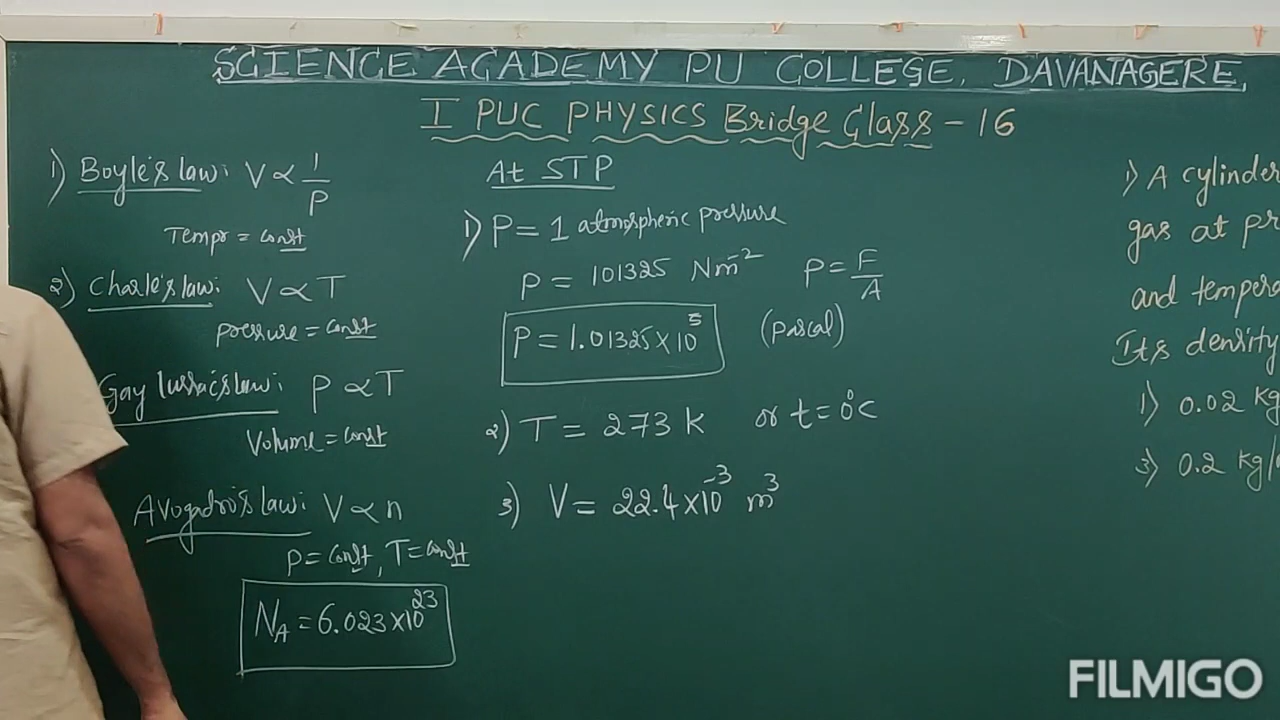 SCIENCE ACADEMY PU COLLEGE, DAVANAGERE,
I PUC PHYSICS Bridge Class - 16
1) Boyle's law: V ∝ 1/P
Tempr = const
2) Charle's law: V ∝ T
pressure = const
Gay lussac's law: P ∝ T
Volume = const
Avogadro's law: V ∝ n
P = const, T = const
N_A = 6.023 × 10^23
At STP
1) P = 1 atmospheric pressure
P = 101325 Nm^-2 P = F/A
P = 1.01325 × 10^5 (pascal)
2) T = 273 K or t = 0°C
3) V = 22.4 × 10^-3 m^3
1) A cylinder
gas at pr
and tempera
Its density
1) 0.02 kg
3) 0.2 kg/
FILMIGO